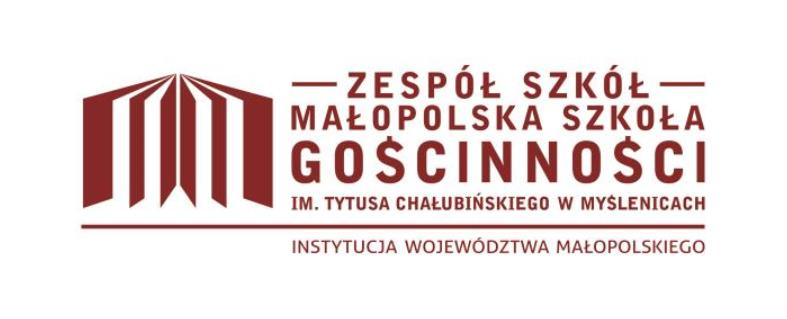 ZESPÓŁ SZKÓŁ
MAŁOPOLSKA SZKOŁA
GOŚCINNOŚCI
IM. TYTUSA CHAŁUBIŃSKIEGO W MYŚLENICACH
INSTYTUCJA WOJEWÓDZTWA MAŁOPOLSKIEGO